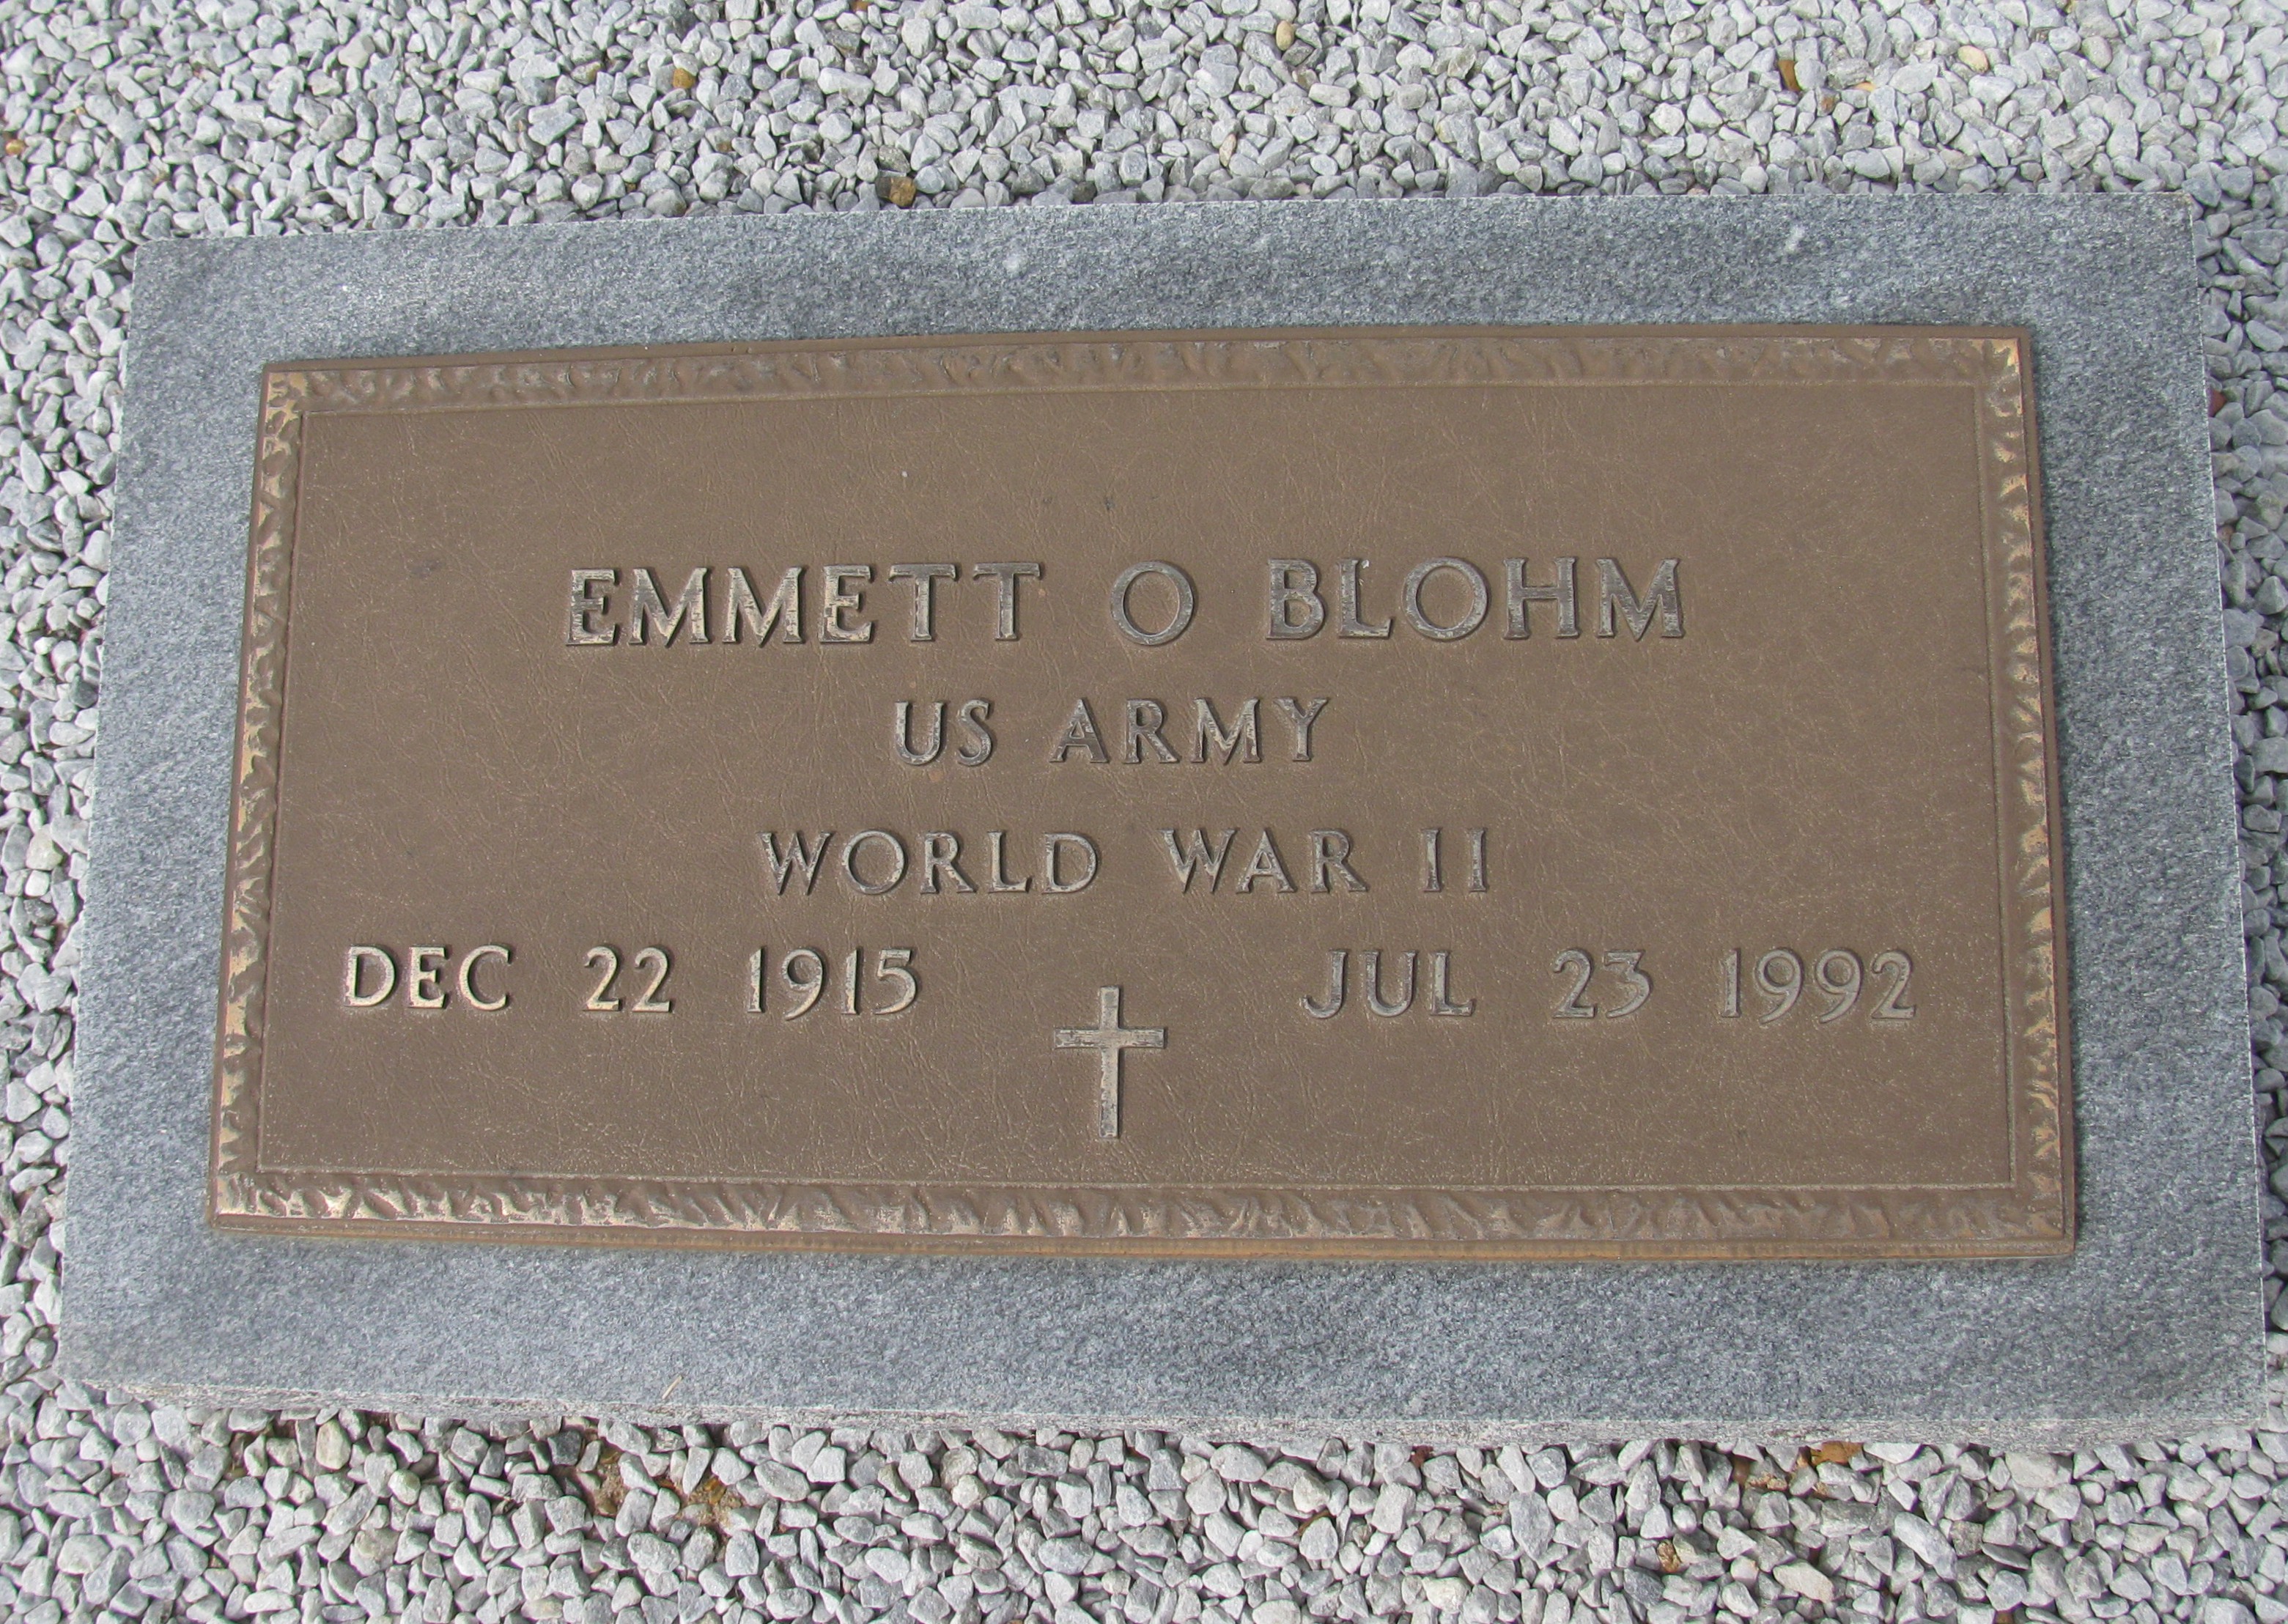 EMMETT O BLOHM
US ARMY
WORLD WAR II
DEC 22 1915 JUL 23 1992